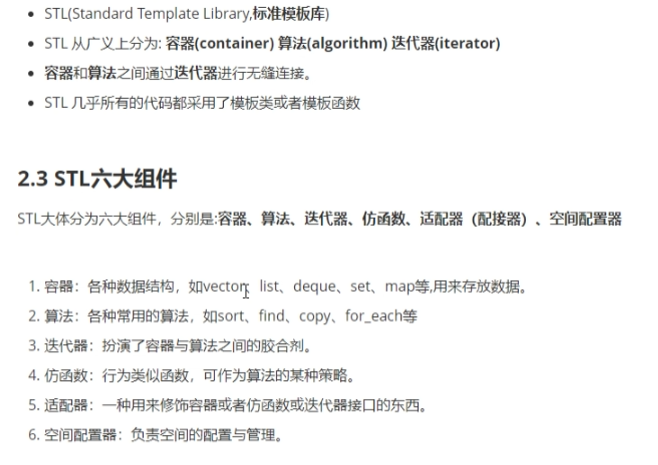 STL(Standard Template Library,标准模板库)
STL 从广义上分为: 容器(container) 算法(algorithm) 迭代器(iterator)
容器和算法之间通过迭代器进行无缝连接。
STL 几乎所有的代码都采用了模板类或者模板函数
2.3 STL六大组件
STL大体分为六大组件，分别是:容器、算法、迭代器、仿函数、适配器（配接器）、空间配置器
1. 容器：各种数据结构，如vector、list、deque、set、map等,用来存放数据。
2. 算法：各种常用的算法，如sort、find、copy、for_each等
3. 迭代器：扮演了容器与算法之间的胶合剂。
4. 仿函数：行为类似函数，可作为算法的某种策略。
5. 适配器：一种用来修饰容器或者仿函数或迭代器接口的东西。
6. 空间配置器：负责空间的配置与管理。